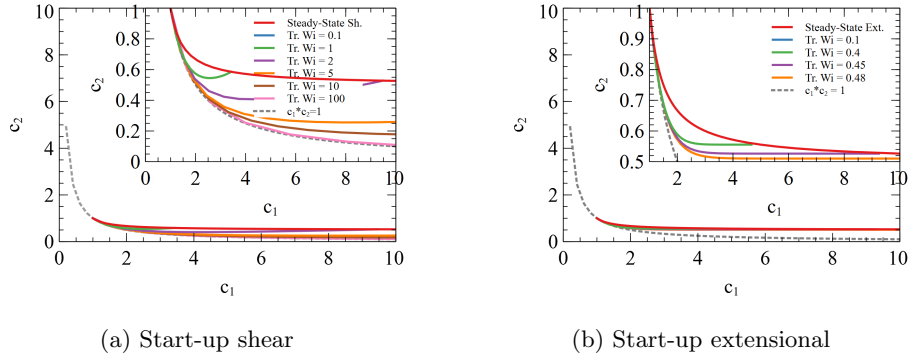 10
8
6
4
2
0
c₂
0
2
4
6
8
10
c₁
1
0.8
0.6
0.4
0.2
0
c₂
0
2
4
6
8
10
c₁
Steady-State Sh.
Tr. Wi = 0.1
Tr. Wi = 1
Tr. Wi = 2
Tr. Wi = 5
Tr. Wi = 10
Tr. Wi = 100
c₁*c₂=1
(a) Start-up shear
10
8
6
4
2
0
c₂
0
2
4
6
8
10
c₁
1
0.9
0.8
0.7
0.6
0.5
c₂
2
4
6
8
10
c₁
Steady-State Ext.
Tr. Wi = 0.1
Tr. Wi = 0.4
Tr. Wi = 0.45
Tr. Wi = 0.48
c₁*c₂ = 1
(b) Start-up extensional